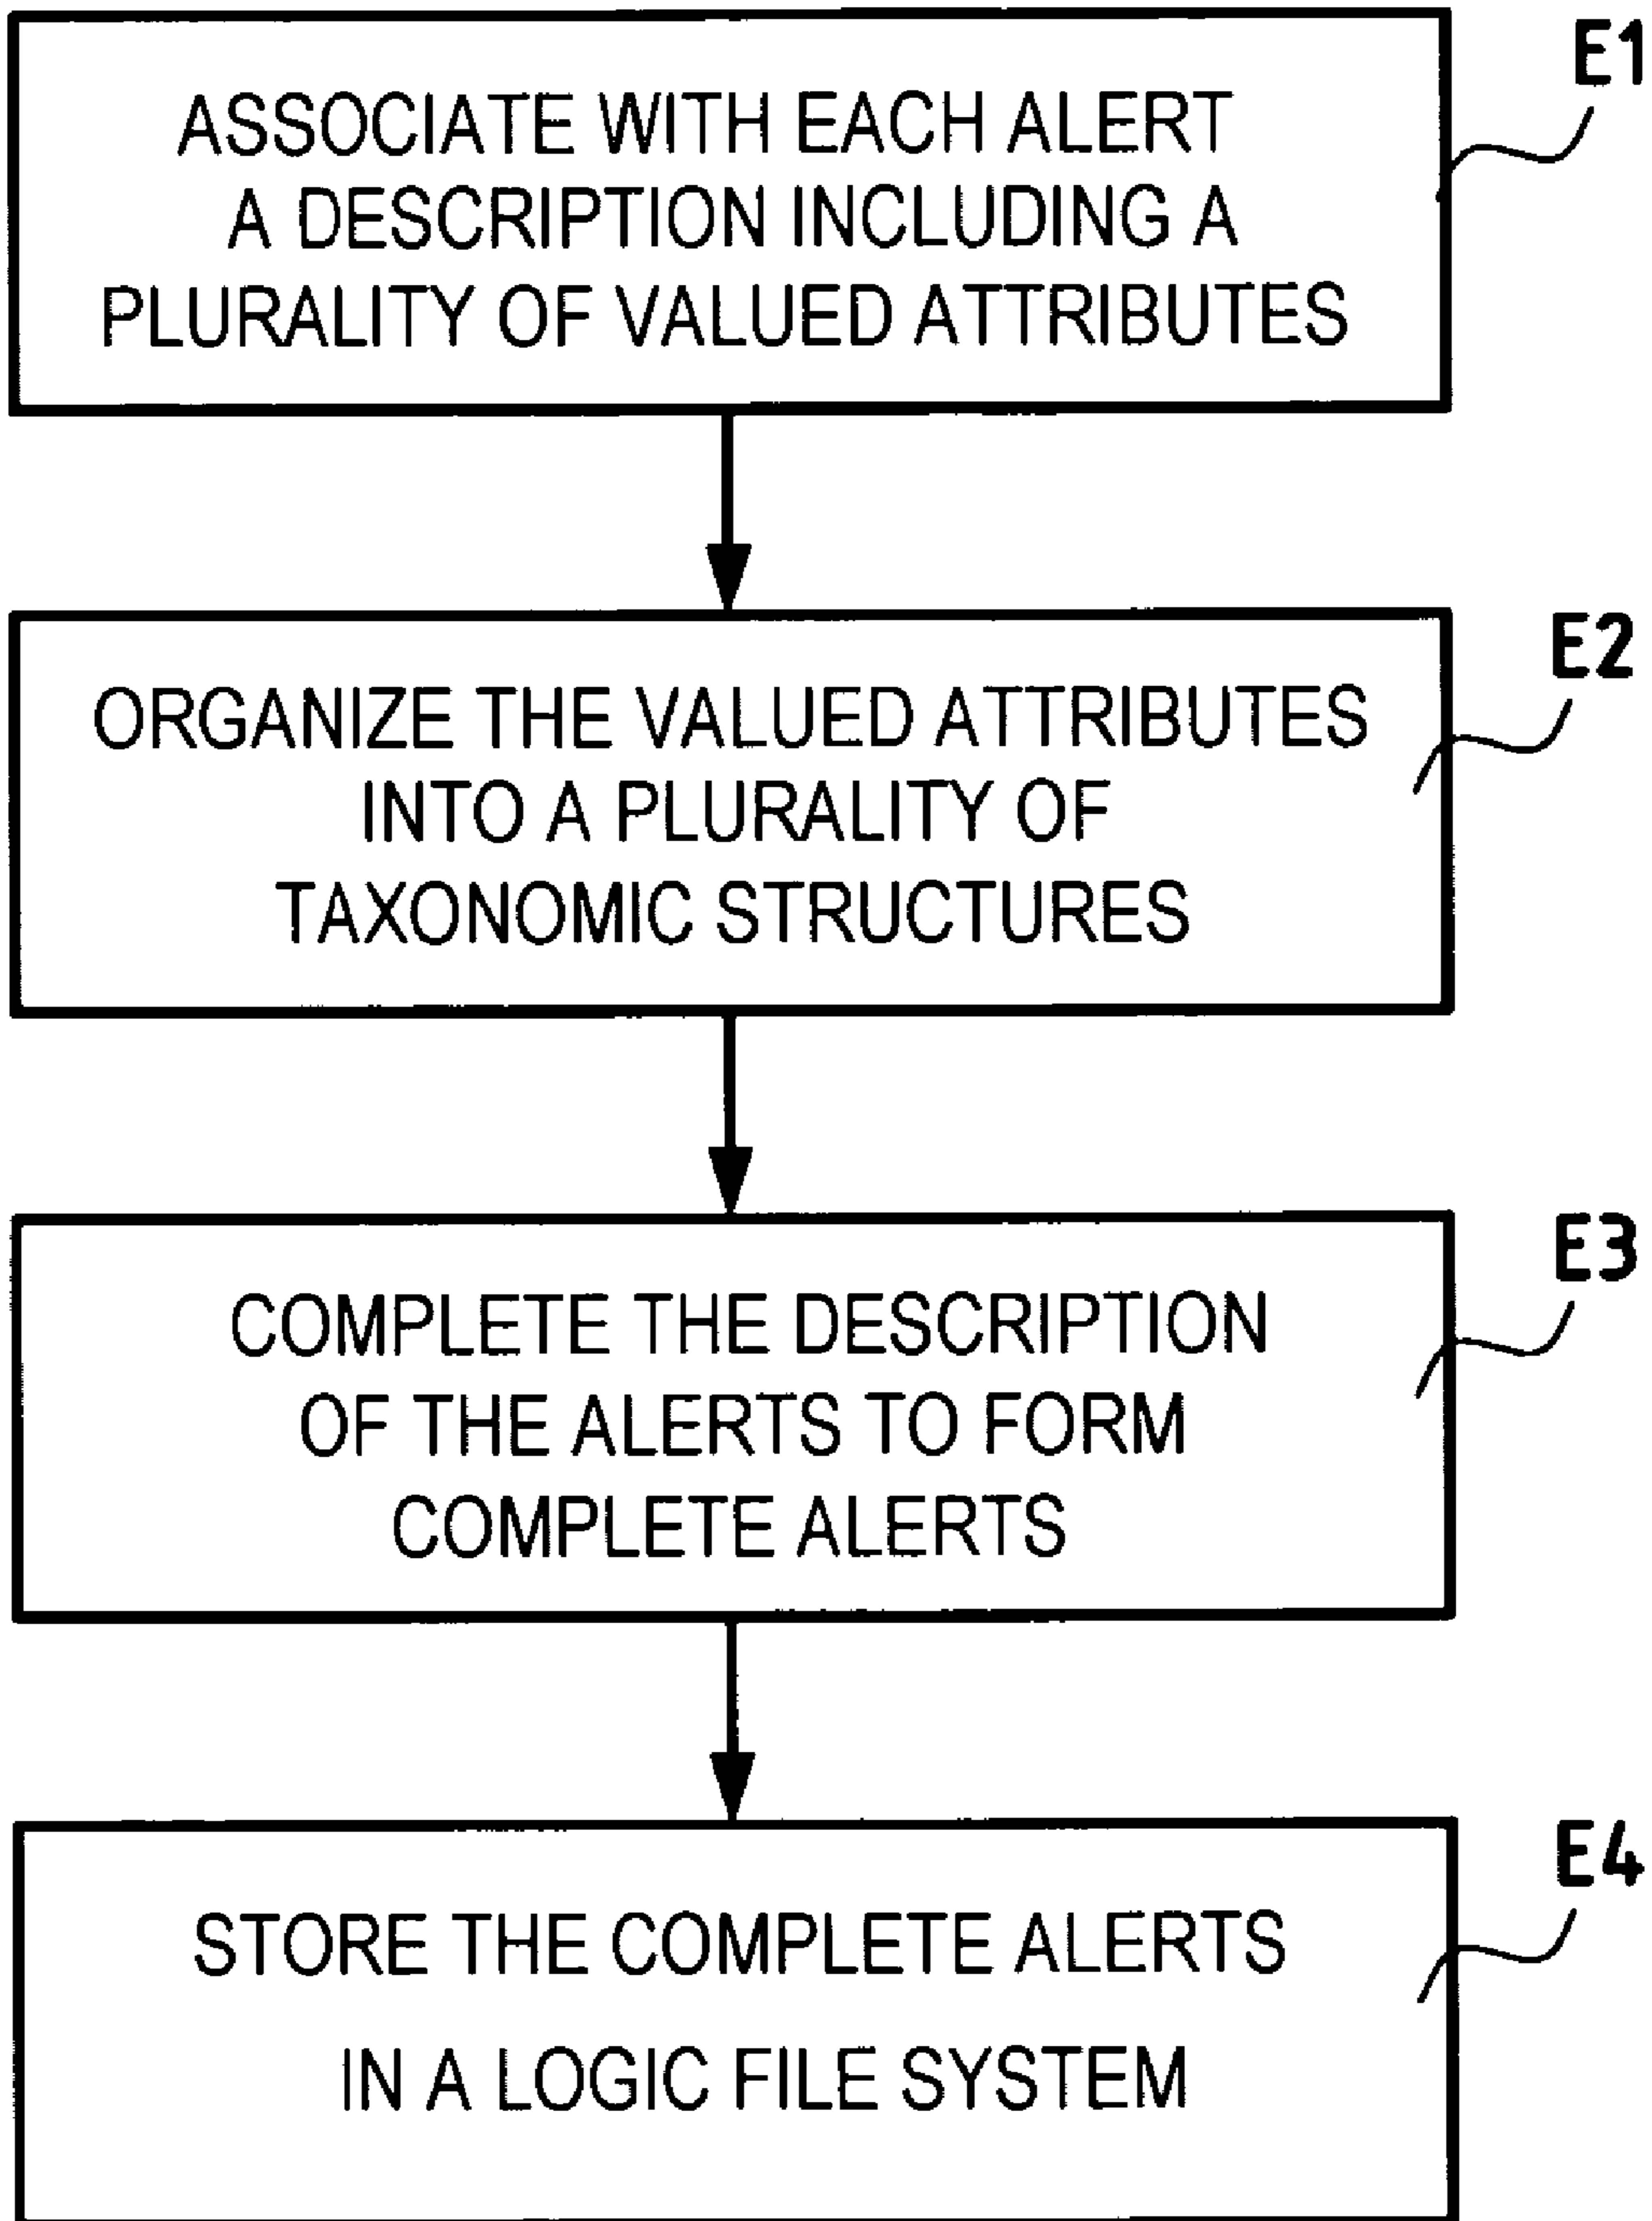 E1
ASSOCIATE WITH EACH ALERT
A DESCRIPTION INCLUDING A
PLURALITY OF VALUED ATTRIBUTES
E2
ORGANIZE THE VALUED ATTRIBUTES
INTO A PLURALITY OF
TAXONOMIC STRUCTURES
E3
COMPLETE THE DESCRIPTION
OF THE ALERTS TO FORM
COMPLETE ALERTS
E4
STORE THE COMPLETE ALERTS
IN A LOGIC FILE SYSTEM